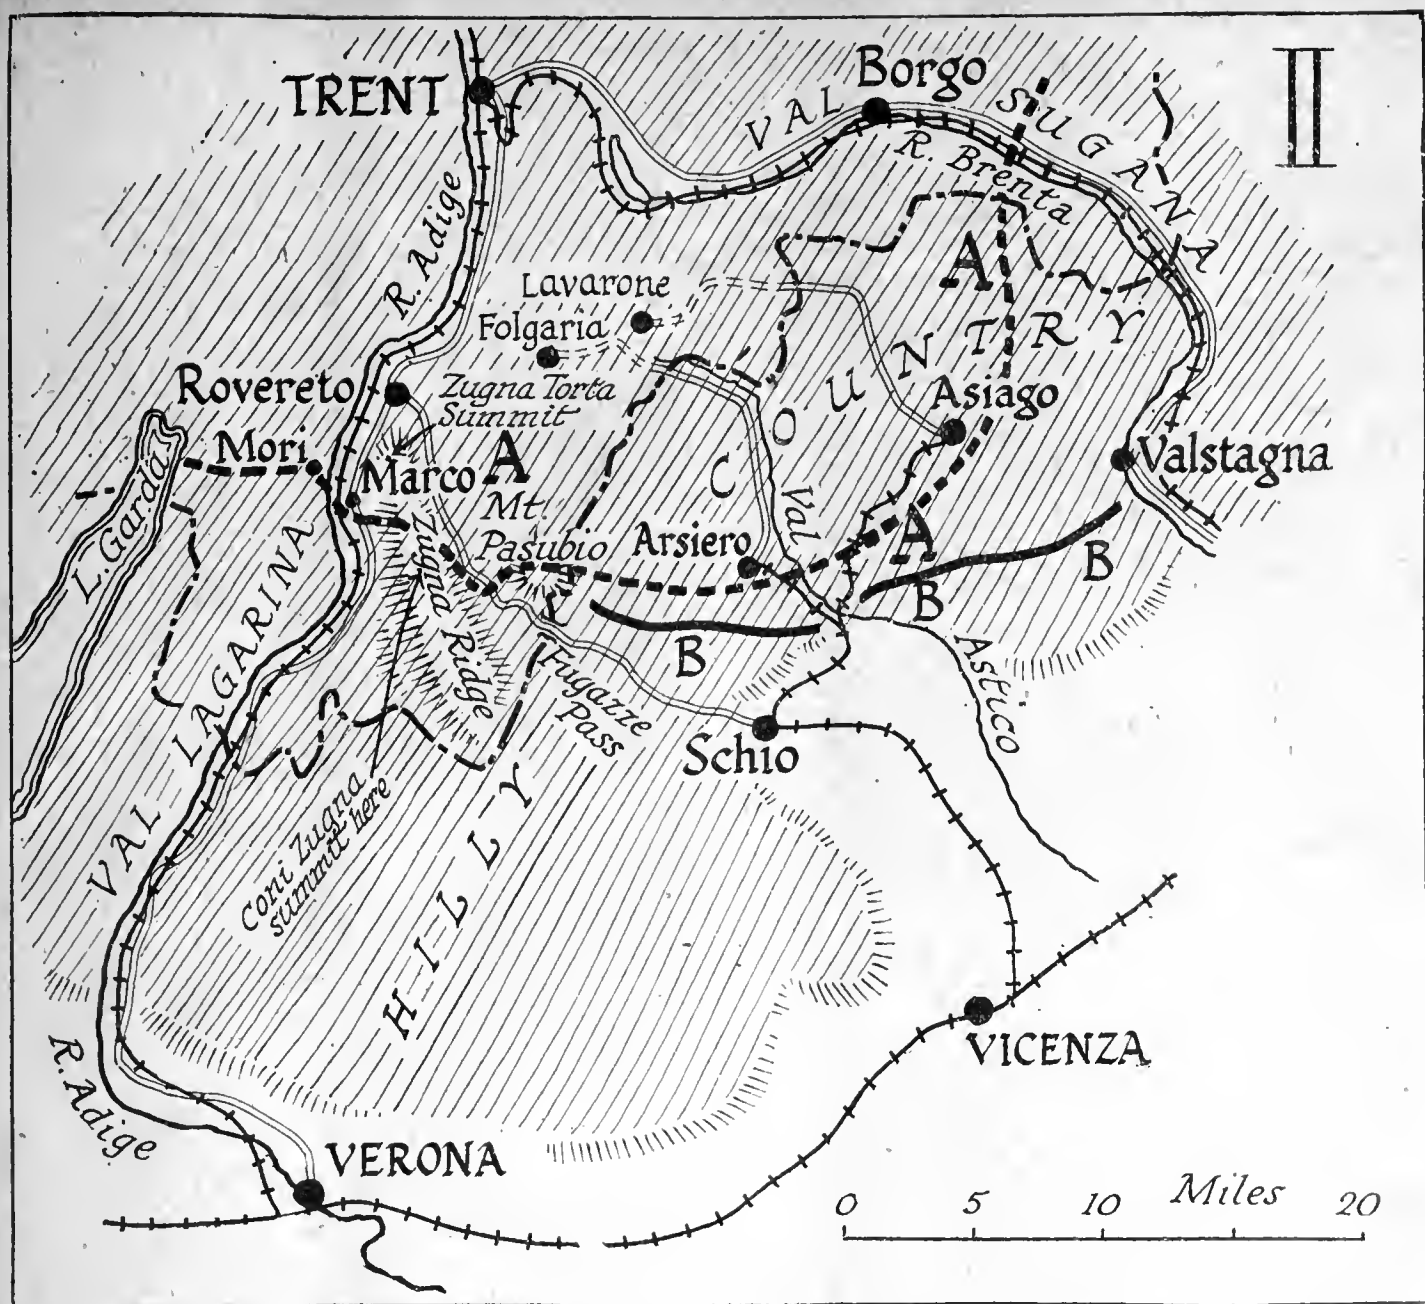 II
TRENT
Borgo
VAL SUGANA
R. Brenta
R. Adige
Lavarone
Folgaria
A
Rovereto
Zugna Torta
Summit
Asiago
Mori
Marco
A
Valstagna
L. Garda
Mt.
Pasubio
Arsiero
Val
Astico
A
B
B
B
Zugna Ridge
VAL LAGARINA
Fugazze
Pass
Schio
Coni Zugna
summit here
HILLY COUNTRY
VICENZA
R. Adige
VERONA
0 5 10 Miles 20